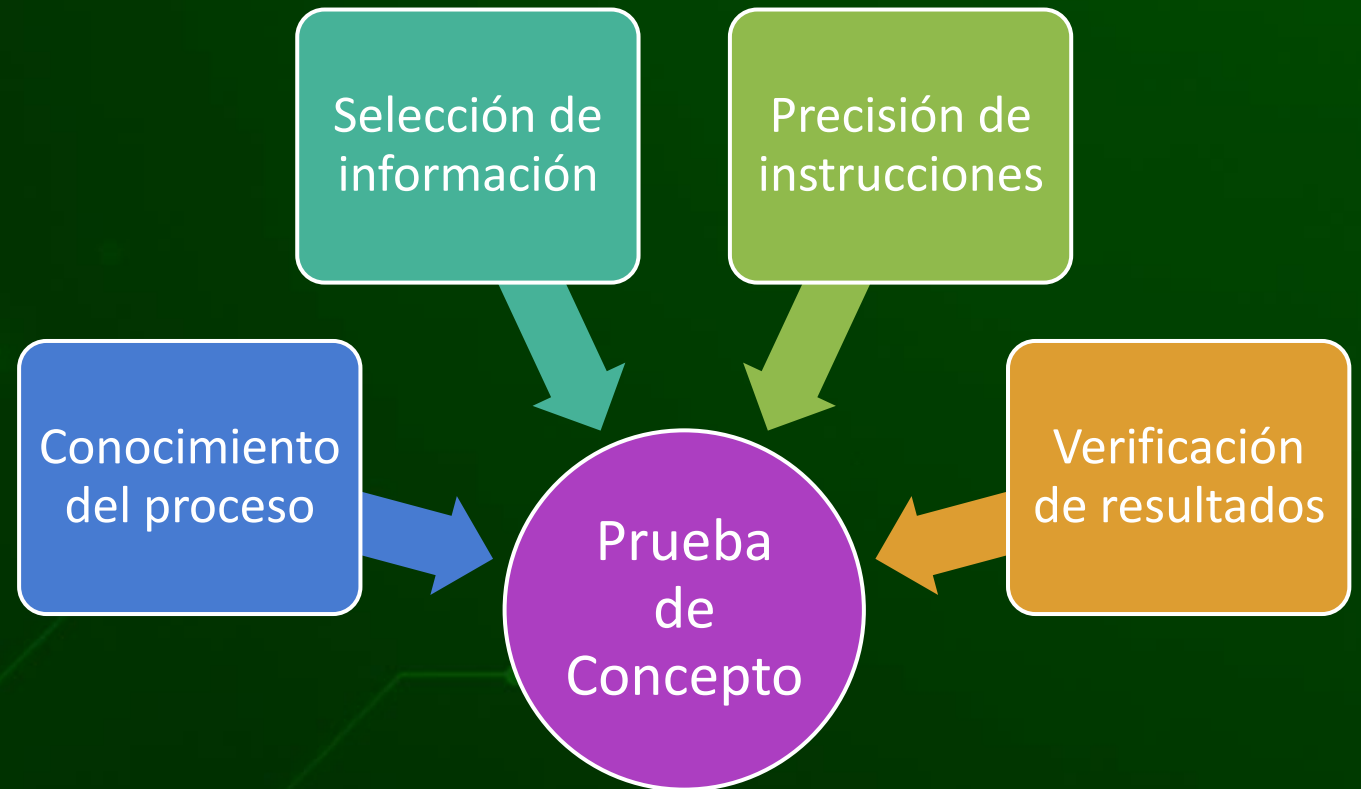 Selección de
información
Precisión de
instrucciones
Conocimiento
del proceso
Verificación
de resultados
Prueba
de
Concepto